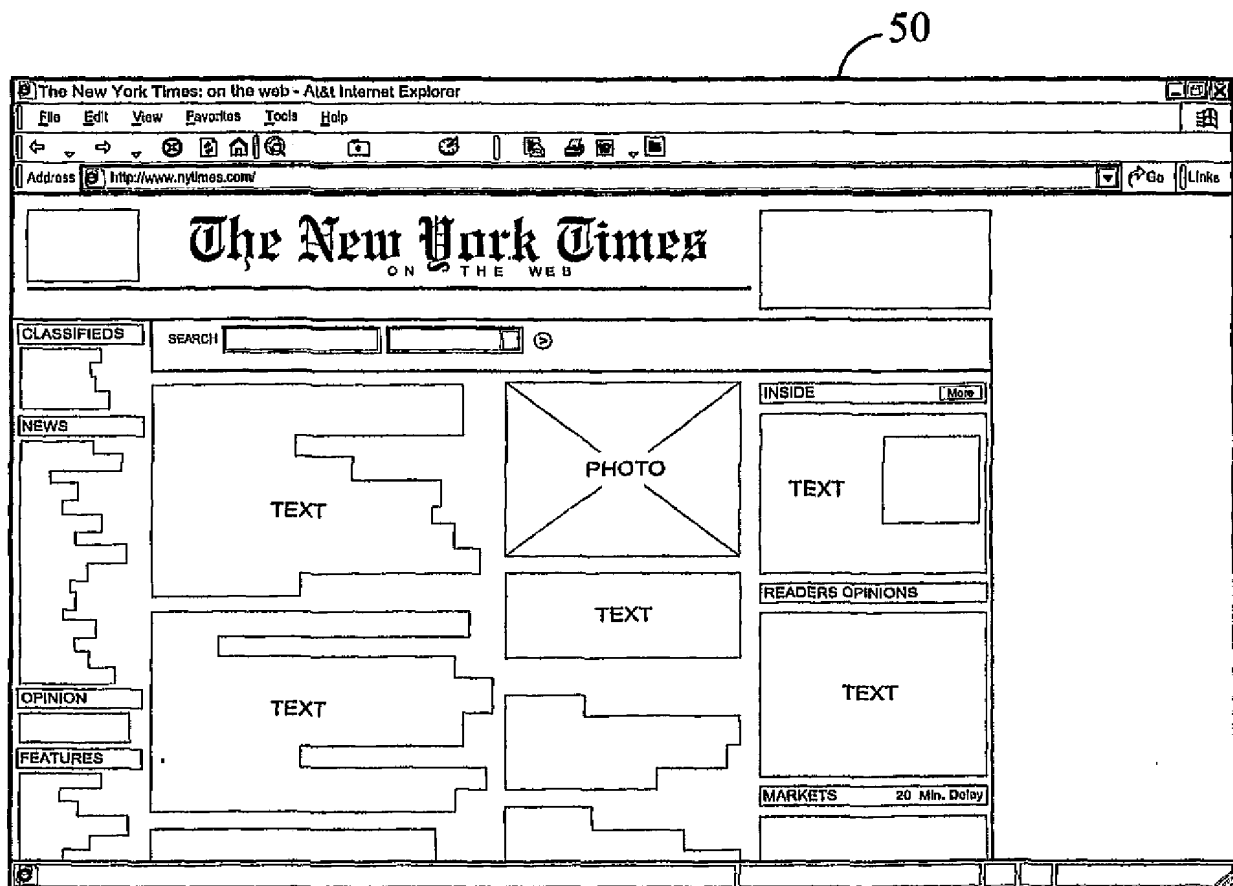 50
The New York Times: on the web - At&t Internet Explorer
File Edit View Favorites Tools Help
Address http://www.nytimes.com/ Go Links
The New York Times
ON THE WEB
CLASSIFIEDS
SEARCH
INSIDE More
NEWS
PHOTO
TEXT
TEXT
TEXT
READERS OPINIONS
TEXT
TEXT
OPINION
FEATURES
MARKETS 20 Min. Delay